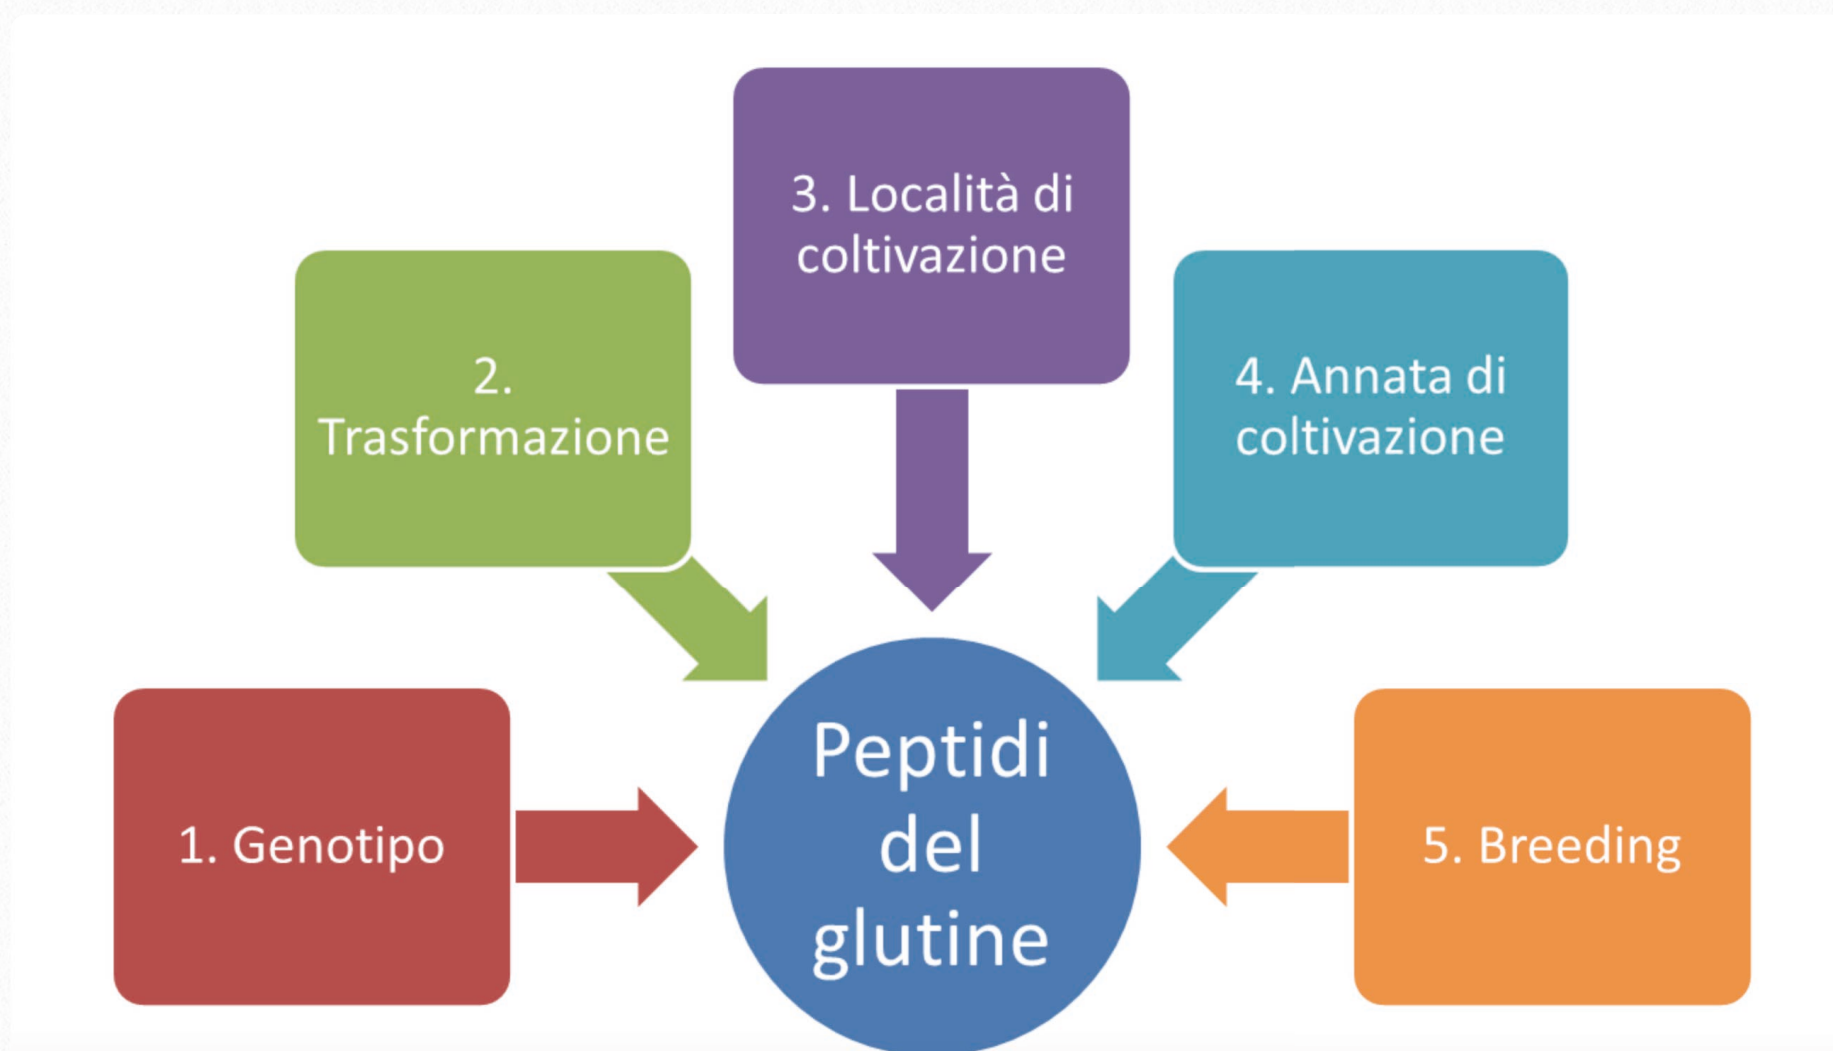 3. Località di
coltivazione
2.
Trasformazione
4. Annata di
coltivazione
1. Genotipo
Peptidi
del
glutine
5. Breeding